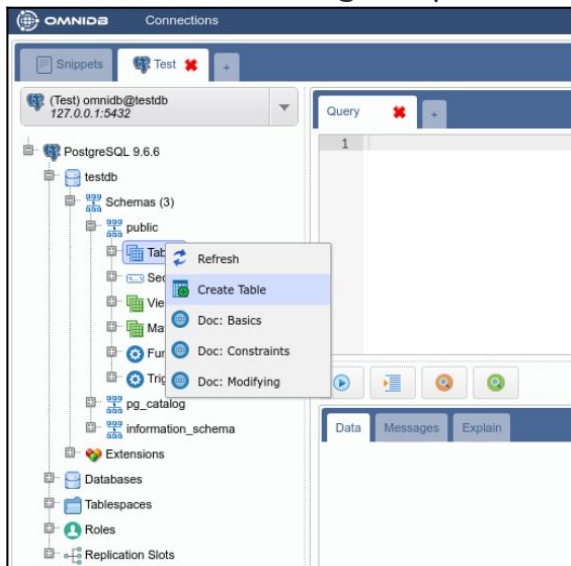 OMNIDB Connections
Snippets Test +
(Test) omnidb@testdb
127.0.0.1:5432
Query +
1
PostgreSQL 9.6.6
testdb
Schemas (3)
public
Tab
Refresh
Sec
Create Table
Vie
Doc: Basics
Ma
Doc: Constraints
Fur
Doc: Modifying
Trig
pg_catalog
information_schema
Data Messages Explain
Extensions
Databases
Tablespaces
Roles
Replication Slots